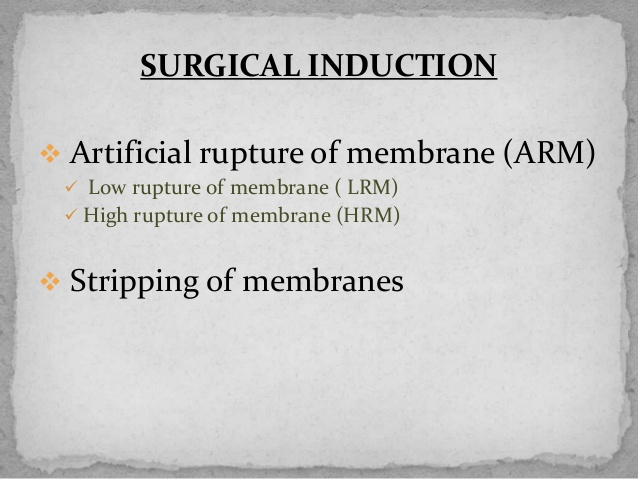 SURGICAL INDUCTION
❖ Artificial rupture of membrane (ARM)
✓ Low rupture of membrane ( LRM)
✓ High rupture of membrane (HRM)
❖ Stripping of membranes